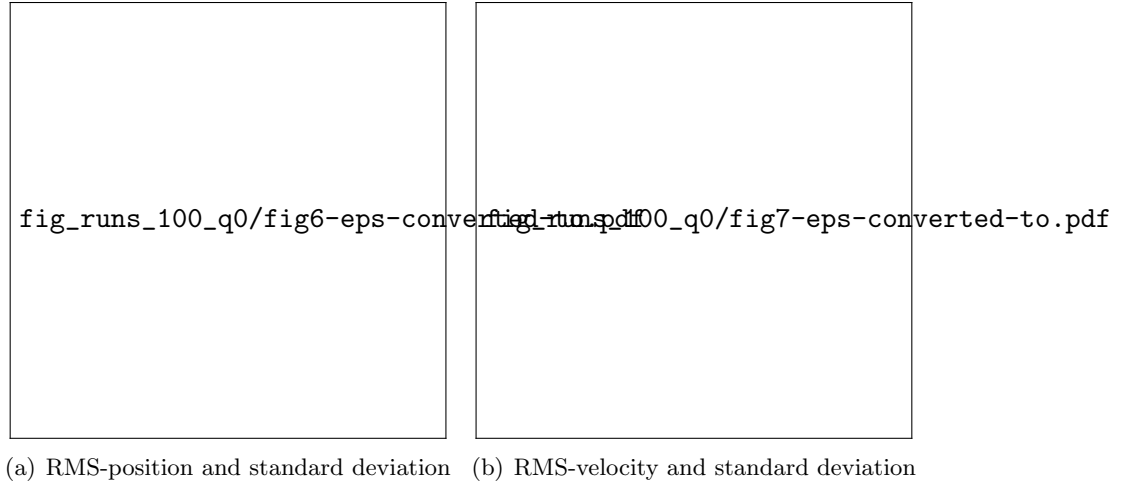 fig_runs_100_q0/fig6-eps-converted-to.pdf
fig_runs_100_q0/fig7-eps-converted-to.pdf
(a) RMS-position and standard deviation
(b) RMS-velocity and standard deviation